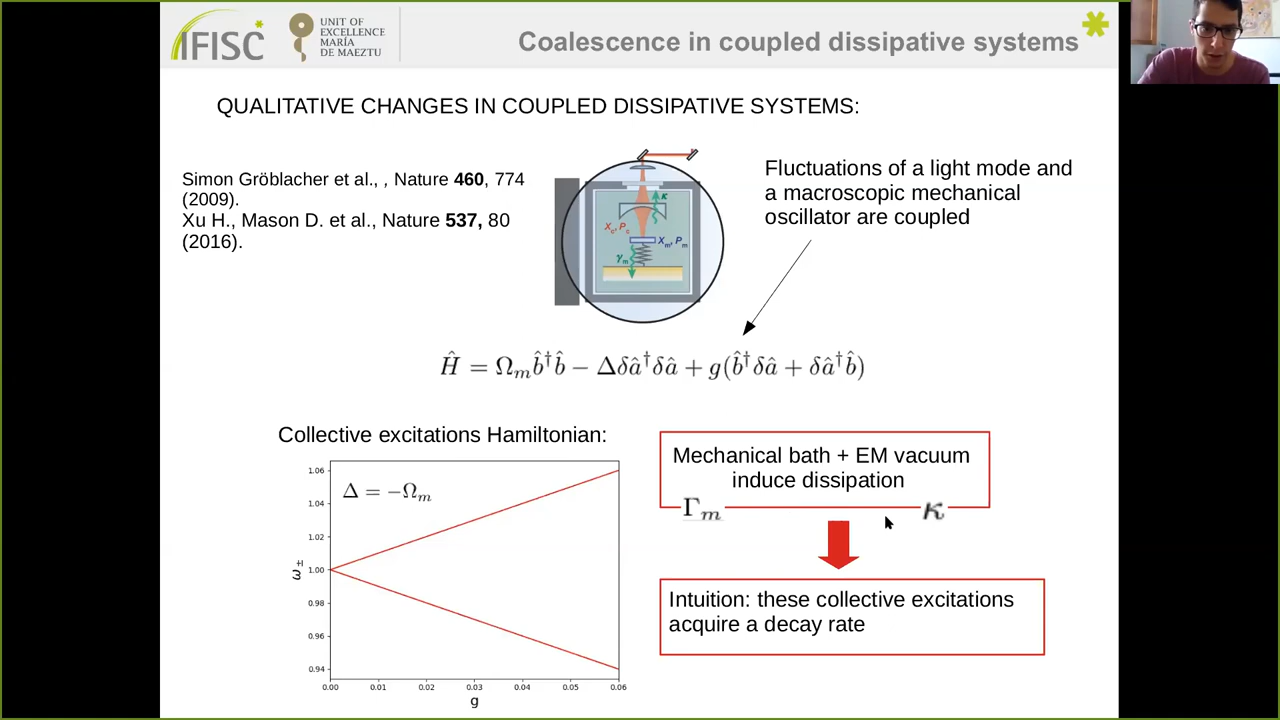 IFISC
UNIT OF
EXCELLENCE
MARÍA
DE MAEZTU
Coalescence in coupled dissipative systems
QUALITATIVE CHANGES IN COUPLED DISSIPATIVE SYSTEMS:
Simon Gröblacher et al., , Nature 460, 774
(2009).
Xu H., Mason D. et al., Nature 537, 80
(2016).
κ
X_c, P_c
X_m, P_m
γ_m
Fluctuations of a light mode and
a macroscopic mechanical
oscillator are coupled
Ĥ = Ω_m b̂†b̂ − Δδâ†δâ + g(b̂†δâ + δâ†b̂)
Collective excitations Hamiltonian:
Δ = −Ω_m
1.06
1.04
1.02
1.00
0.98
0.96
0.94
ω±
0.00 0.01 0.02 0.03 0.04 0.05 0.06
g
Mechanical bath + EM vacuum
induce dissipation
Γ_m κ
Intuition: these collective excitations
acquire a decay rate